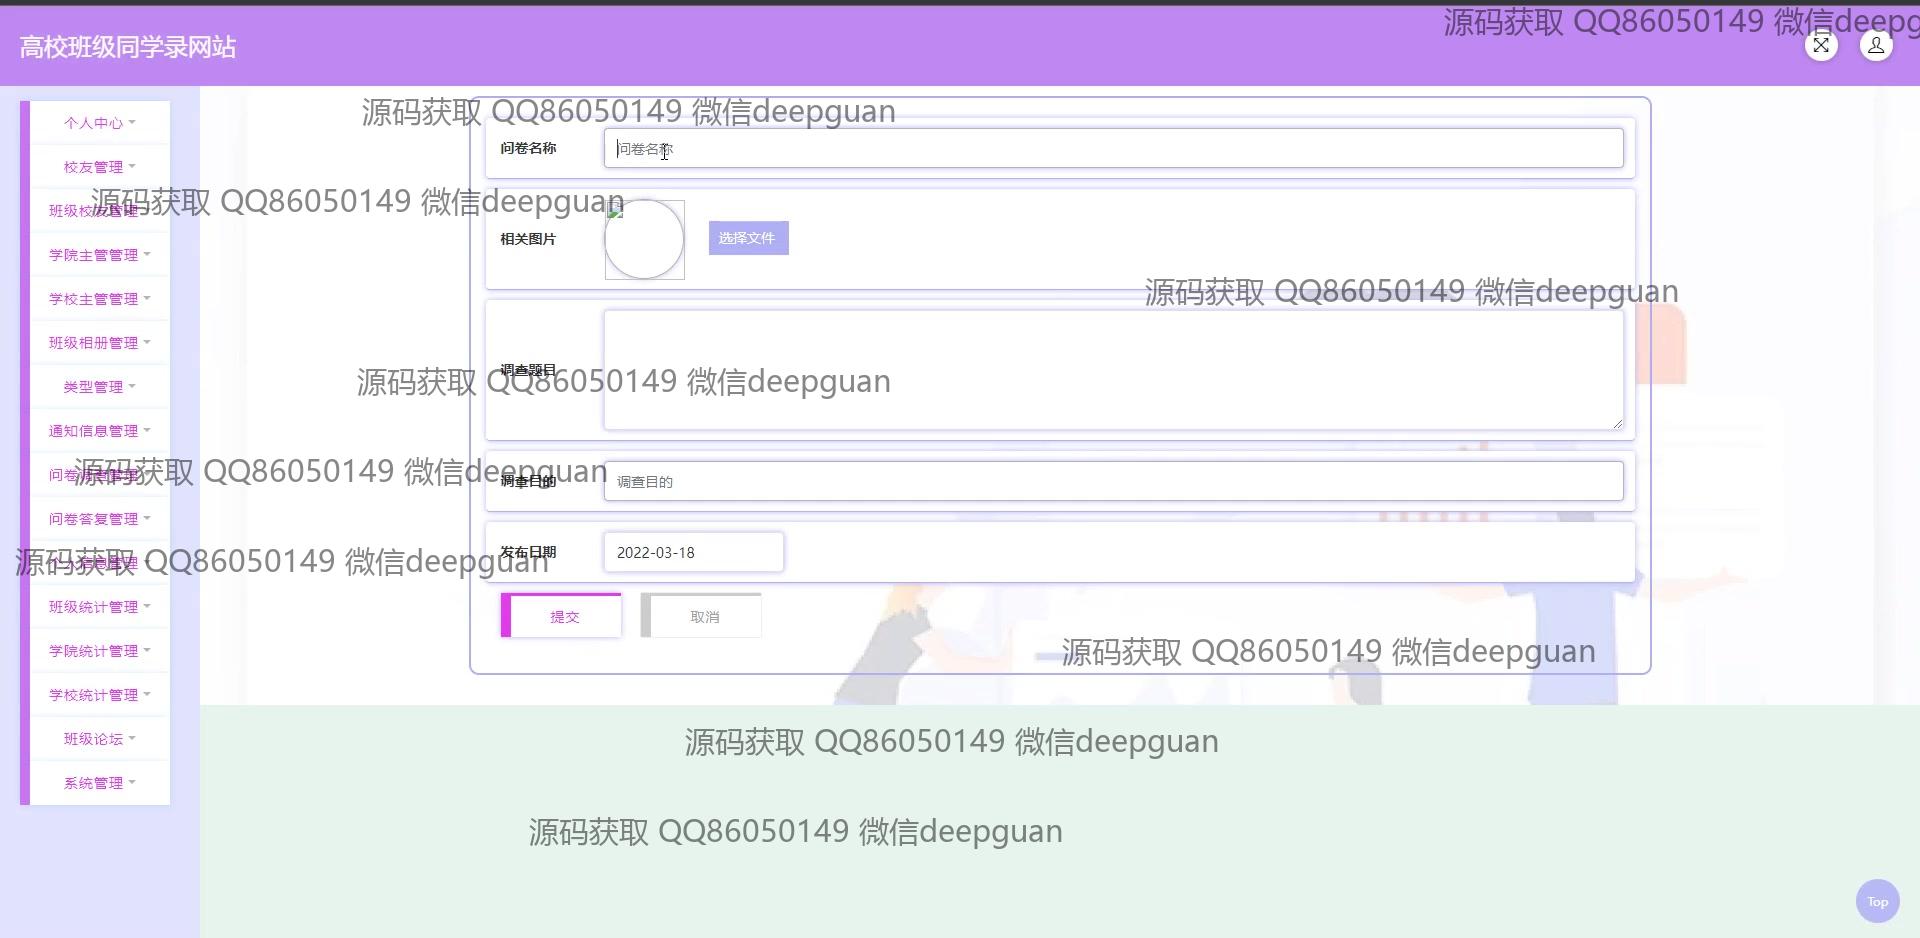 源码获取 QQ86050149 微信deepg
高校班级同学录网站
个人中心
校友管理
班级校友管理
学院主管管理
学校主管管理
班级相册管理
类型管理
通知信息管理
问卷调查管理
问卷答复管理
个人信息管理
班级统计管理
学院统计管理
学校统计管理
班级论坛
系统管理
源码获取 QQ86050149 微信deepguan
问卷名称
问卷名称
源码获取 QQ86050149 微信deepguan
相关图片
选择文件
源码获取 QQ86050149 微信deepguan
调查题目
源码获取 QQ86050149 微信deepguan
源码获取 QQ86050149 微信deepguan
调查目的
调查目的
发布日期
2022-03-18
源码获取 QQ86050149 微信deepguan
提交
取消
源码获取 QQ86050149 微信deepguan
源码获取 QQ86050149 微信deepguan
源码获取 QQ86050149 微信deepguan
Top